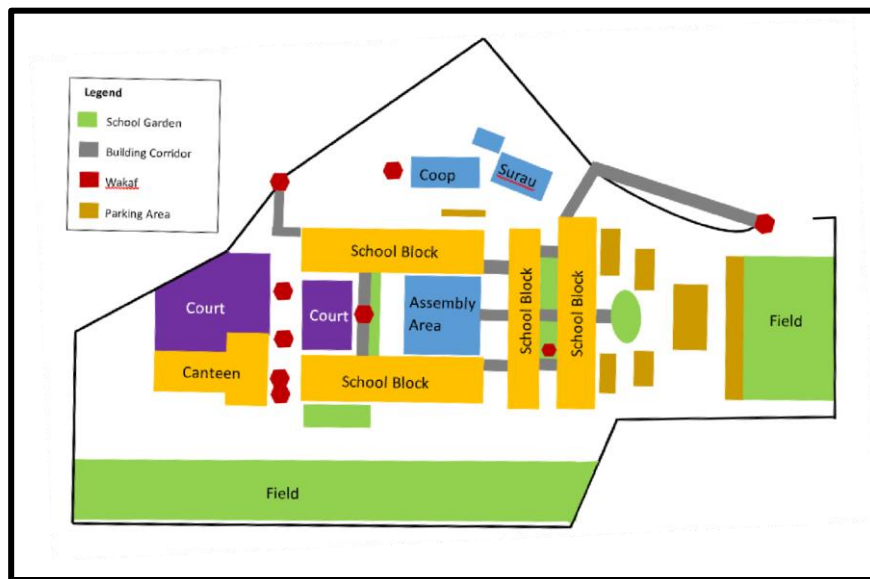 Legend
School Garden
Building Corridor
Wakaf
Parking Area
Coop
Surau
School Block
Court
Court
Assembly
Area
School Block
School Block
Field
Canteen
School Block
Field